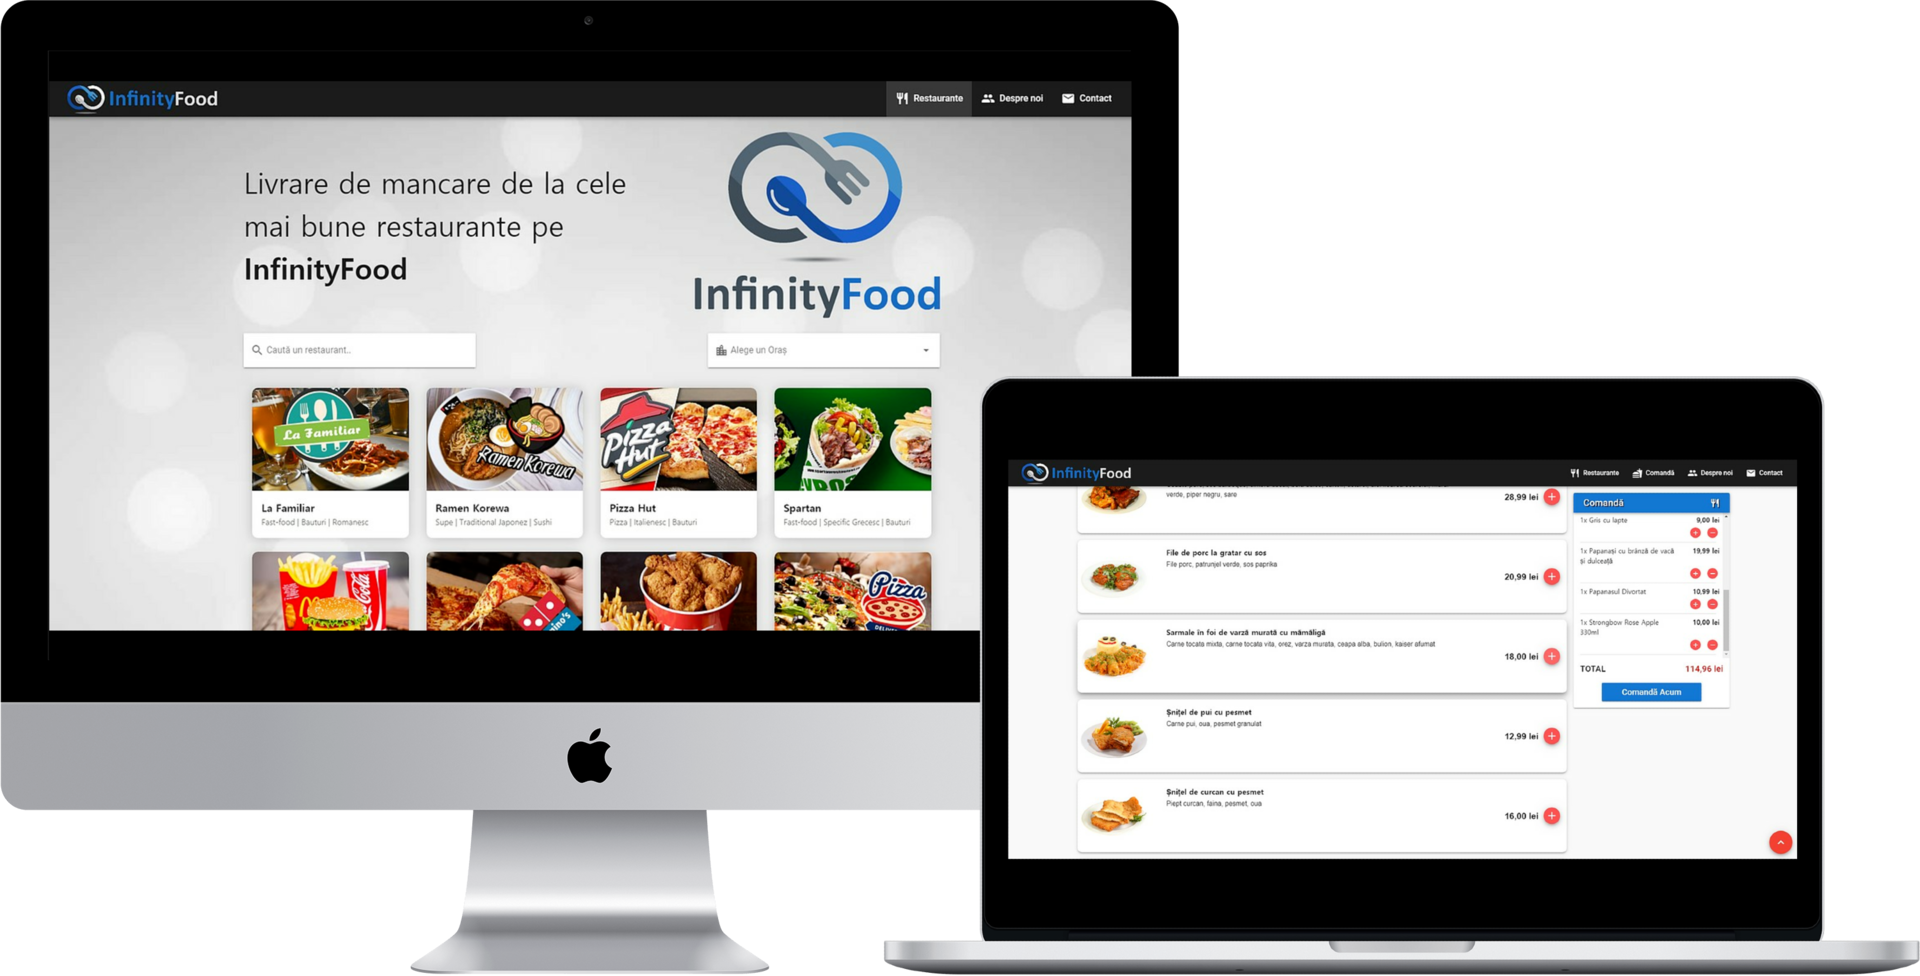 InfinityFood
Restaurante
Despre noi
Contact
Livrare de mancare de la cele
mai bune restaurante pe
InfinityFood
InfinityFood
Caută un restaurant..
Alege un Oraș
La Familiar
Ramen Korewa
Pizza Hut
La Familiar
Fast-food | Bauturi | Romanesc
Ramen Korewa
Supe | Traditional Japonez | Sushi
Pizza Hut
Pizza | Italienesc | Bauturi
Spartan
Fast-food | Specific Grecesc | Bauturi
Coca-Cola
Pizza
InfinityFood
Restaurante
Comandă
Despre noi
Contact
verde, piper negru, sare
28,99 lei
File de porc la gratar cu sos
File porc, patrunjel verde, sos paprika
20,99 lei
Sarmale în foi de varză murată cu mămăligă
Carne tocata mixta, carne tocata vita, orez, varza murata, ceapa alba, bulion, kaiser afumat
18,00 lei
Șnițel de pui cu pesmet
Carne pui, oua, pesmet granulat
12,99 lei
Șnițel de curcan cu pesmet
Piept curcan, faina, pesmet, oua
16,00 lei
Comandă
1x Gris cu lapte
9,00 lei
1x Papanași cu brânză de vacă
și dulceață
19,99 lei
1x Papanasul Divortat
10,99 lei
1x Strongbow Rose Apple
330ml
10,00 lei
TOTAL
114,96 lei
Comandă Acum